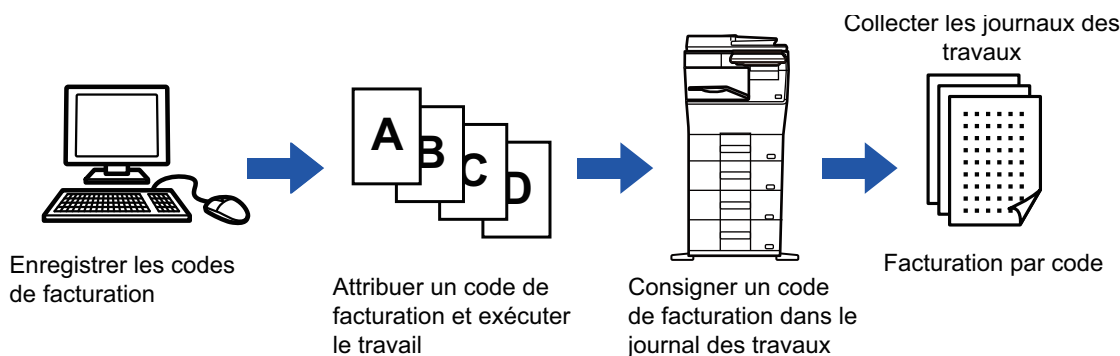 Collecter les journaux des
travaux
A
B
C
D
Enregistrer les codes
de facturation
Attribuer un code de
facturation et exécuter
le travail
Consigner un code
de facturation dans le
journal des travaux
Facturation par code